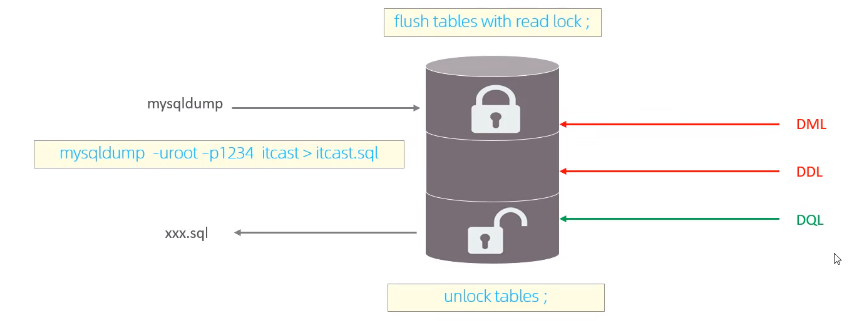 flush tables with read lock ;
mysqldump
DML
mysqldump -uroot –p1234 itcast > itcast.sql
DDL
DQL
xxx.sql
unlock tables ;